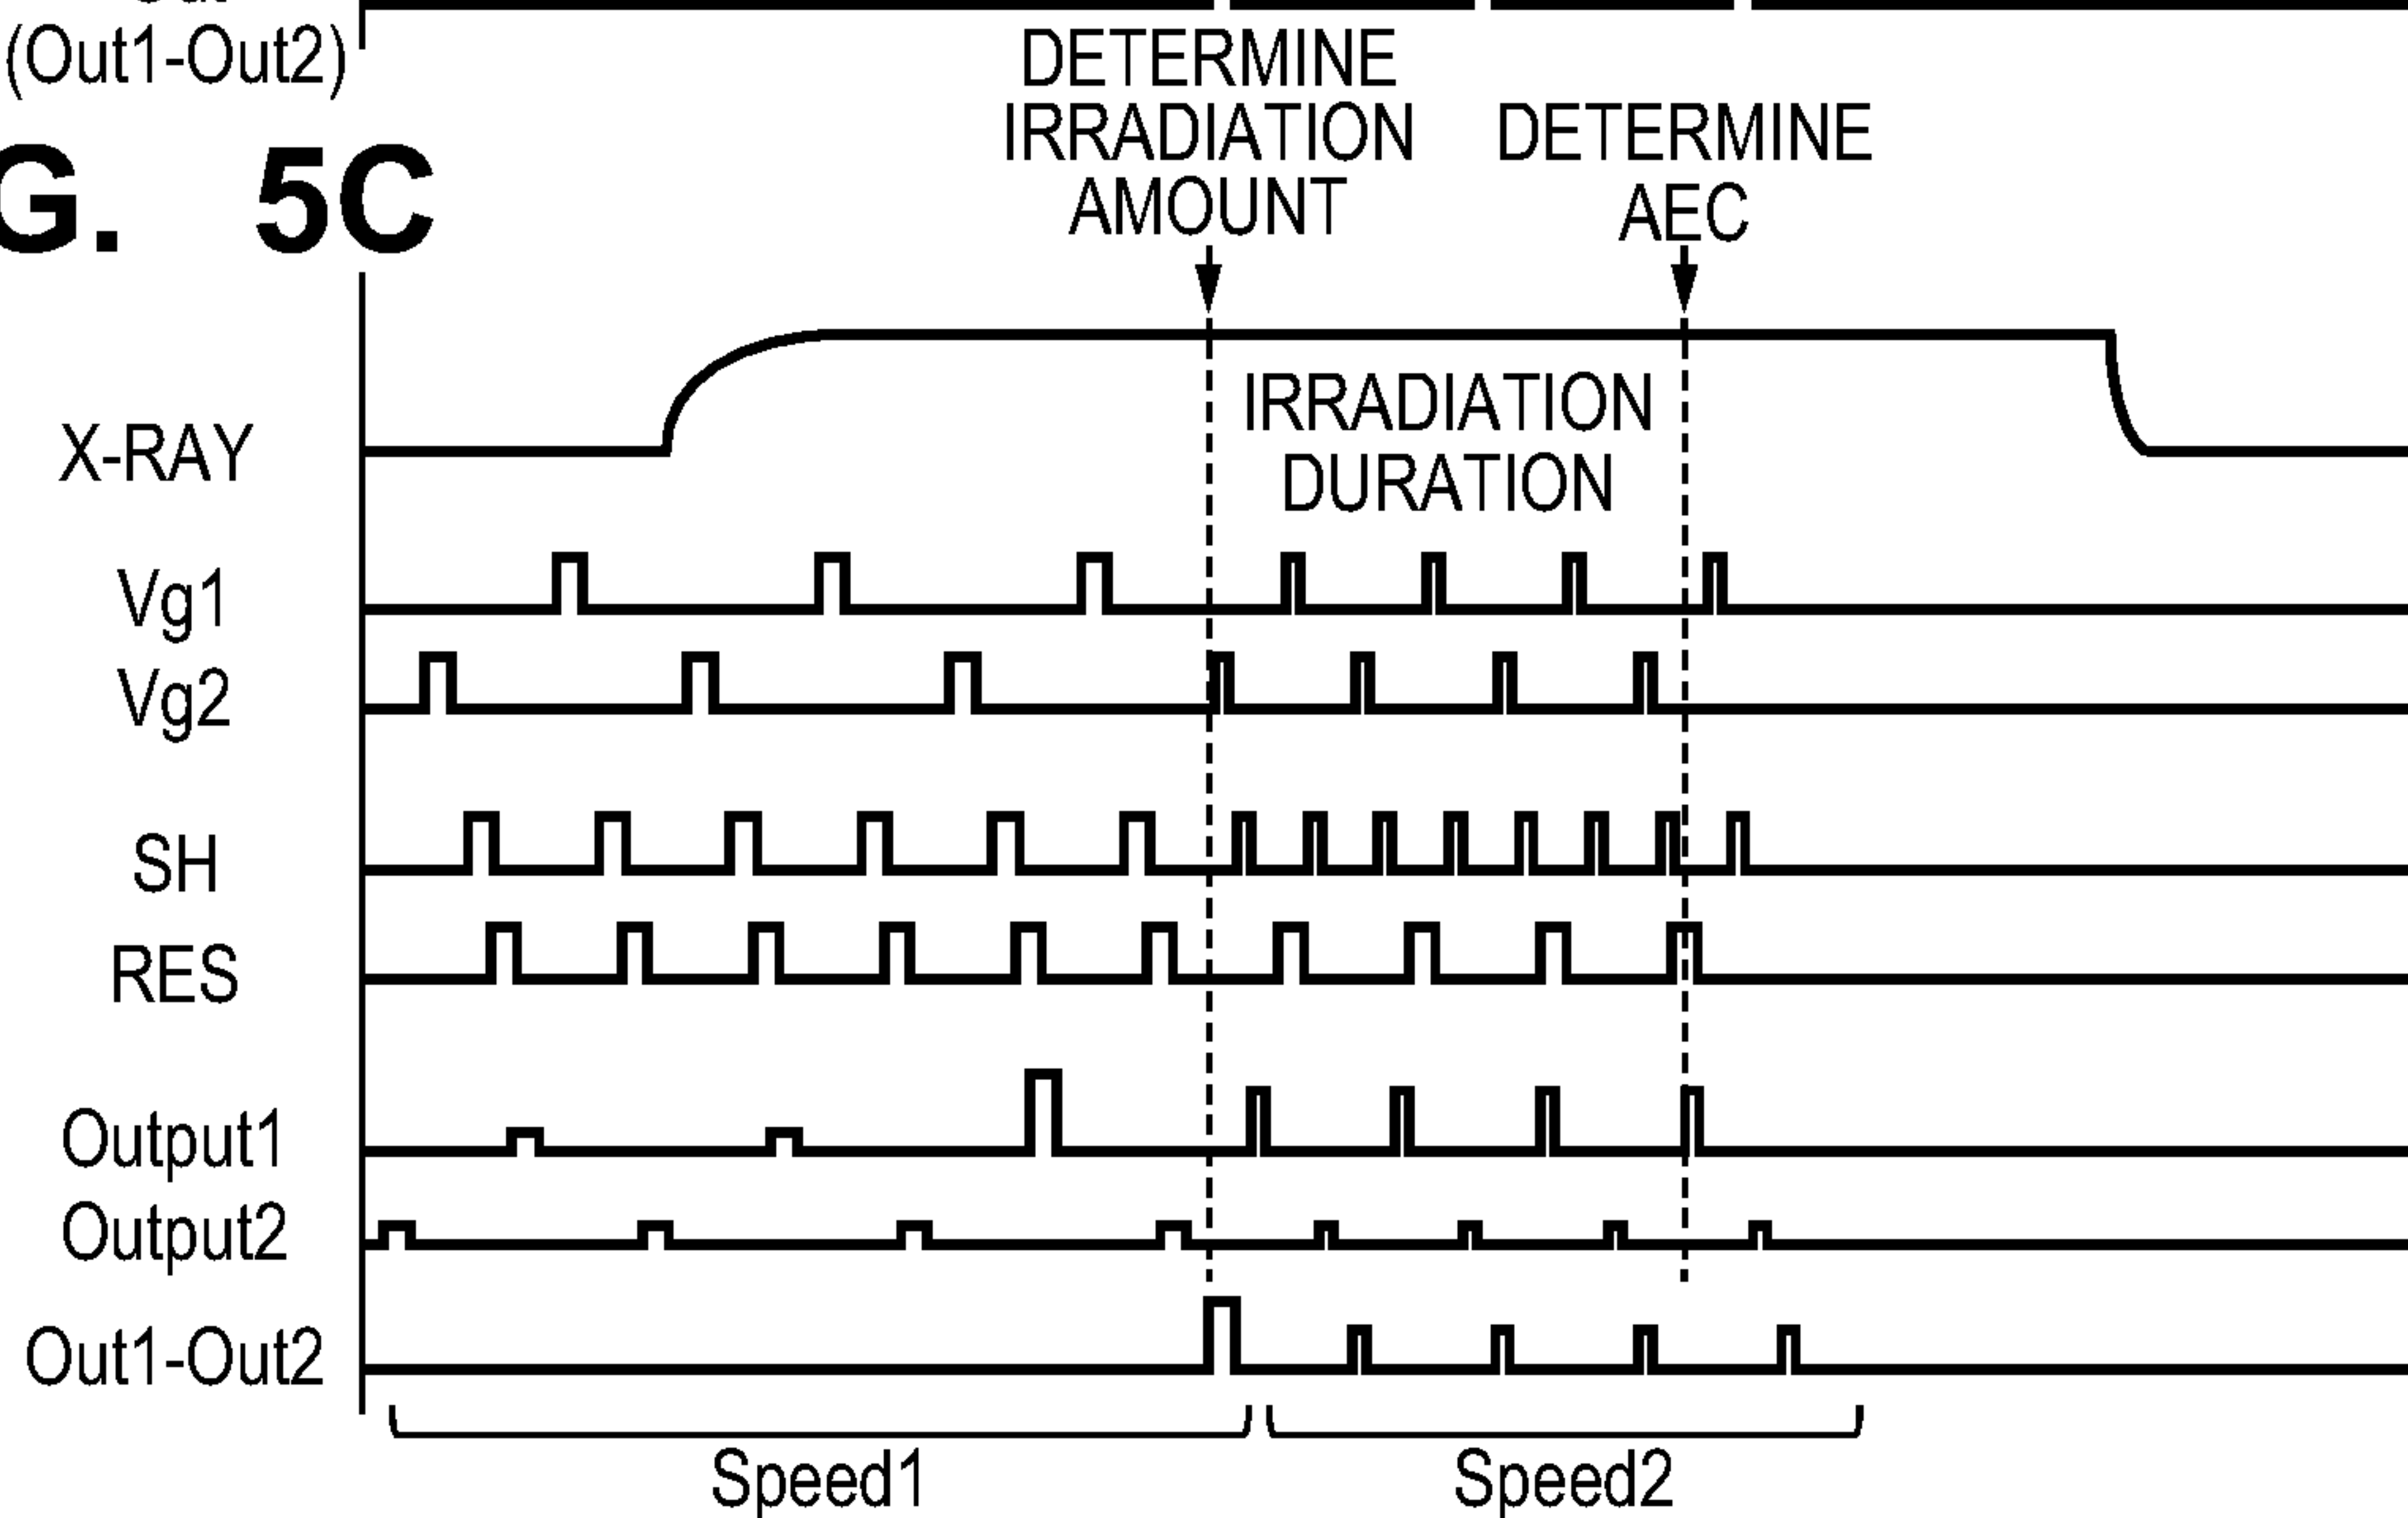 (Out1-Out2)
G. 5C
DETERMINE
IRRADIATION
AMOUNT
DETERMINE
AEC
IRRADIATION
DURATION
X-RAY
Vg1
Vg2
SH
RES
Output1
Output2
Out1-Out2
Speed1
Speed2